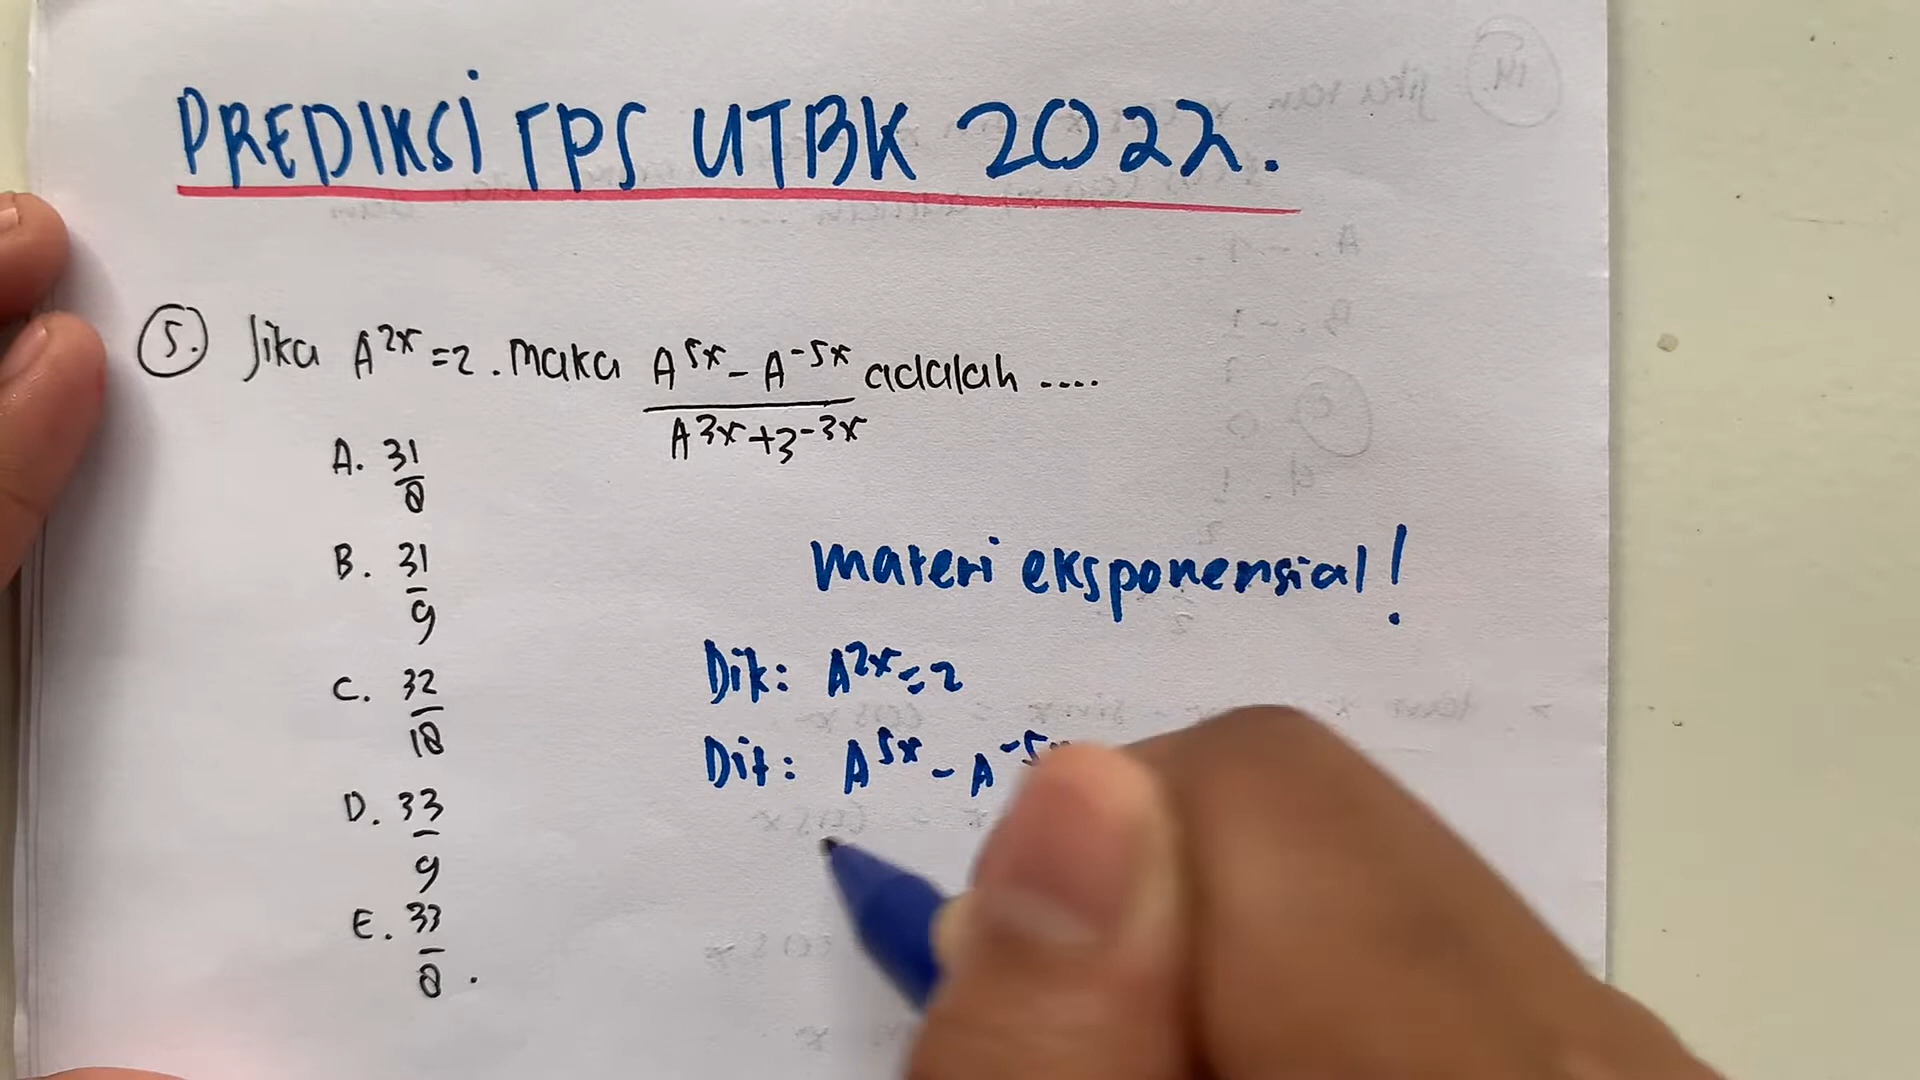 PREDIKSI TPS UTBK 2022.
5. Jika A^2x = 2. maka A^5x - A^-5x / A^3x + 3^-3x adalah ....
A. 31/8
B. 31/9
C. 32/18
D. 33/9
E. 33/8.
materi eksponensial!
Dik: A^2x = 2
Dit: A^5x - A^-5x